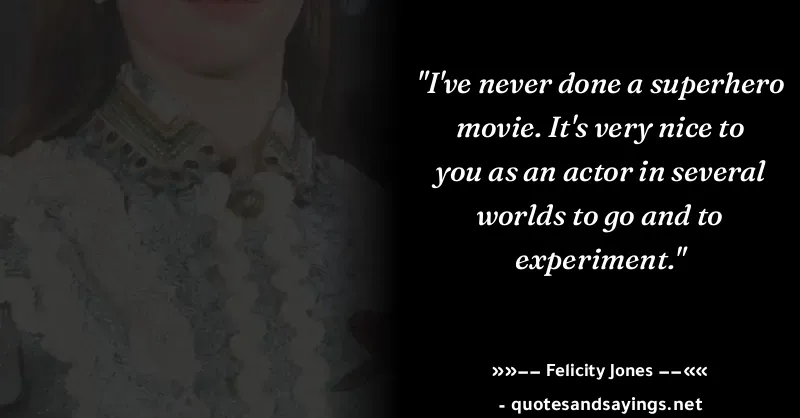 "I've never done a superhero
movie. It's very nice to
you as an actor in several
worlds to go and to
experiment."
»»−− Felicity Jones −−««
- quotesandsayings.net